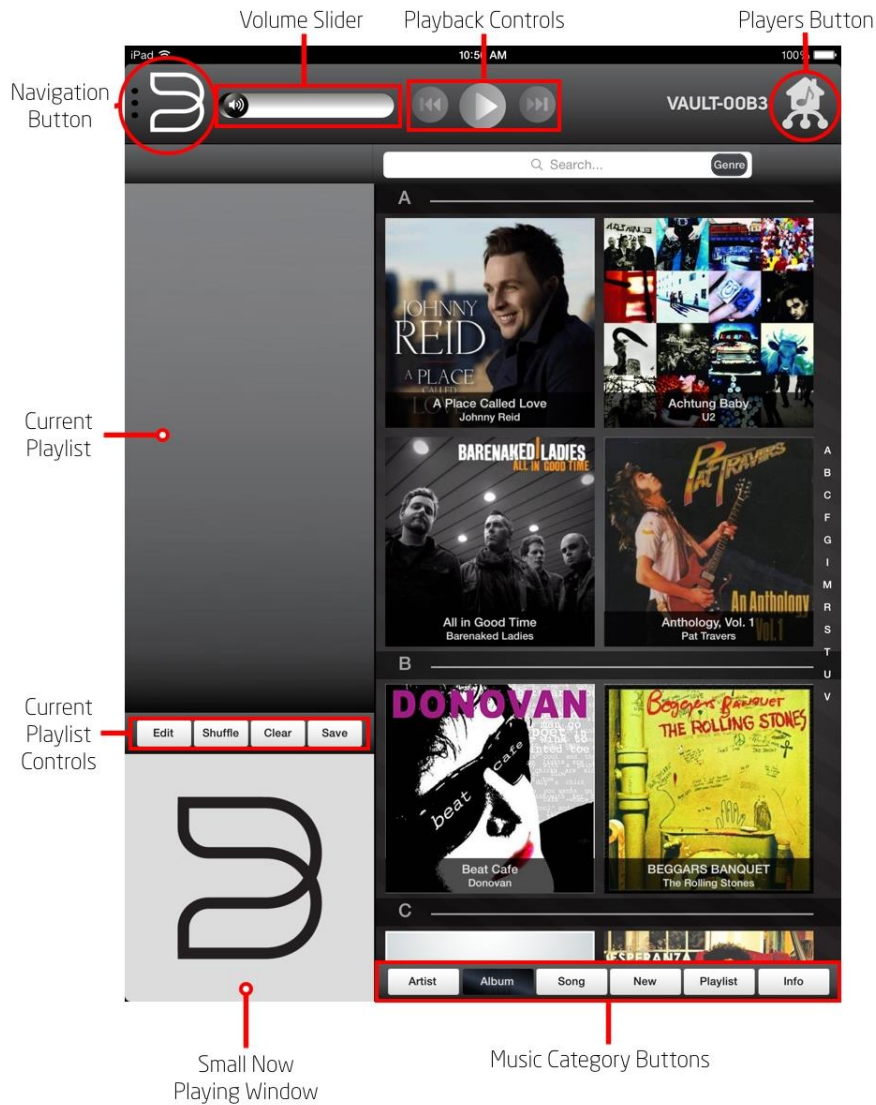 Volume Slider
Playback Controls
Players Button
iPad
10:56 AM
100%
Navigation
Button
VAULT-00B3
Search...
Genre
A
JOHNNY
REID
A PLACE
CALLED
LOVE
A Place Called Love
Johnny Reid
Achtung Baby
U2
Current
Playlist
BARENAKED LADIES
ALL IN GOOD TIME
All in Good Time
Barenaked Ladies
PAT TRAVERS
An Anthology
Vol.1
Anthology, Vol. 1
Pat Travers
A
B
C
F
G
I
M
R
S
T
U
V
B
DONOVAN
beat cafe
Beat Cafe
Donovan
Beggars Banquet
THE ROLLING STONES
BEGGARS BANQUET
The Rolling Stones
Current
Playlist
Controls
Edit
Shuffle
Clear
Save
C
ESPERANZA
Artist
Album
Song
New
Playlist
Info
Small Now
Playing Window
Music Category Buttons